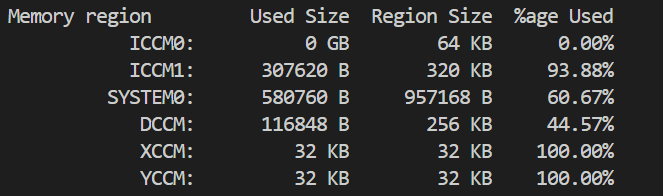 Memory region Used Size Region Size %age Used
ICCM0: 0 GB 64 KB 0.00%
ICCM1: 307620 B 320 KB 93.88%
SYSTEM0: 580760 B 957168 B 60.67%
DCCM: 116848 B 256 KB 44.57%
XCCM: 32 KB 32 KB 100.00%
YCCM: 32 KB 32 KB 100.00%